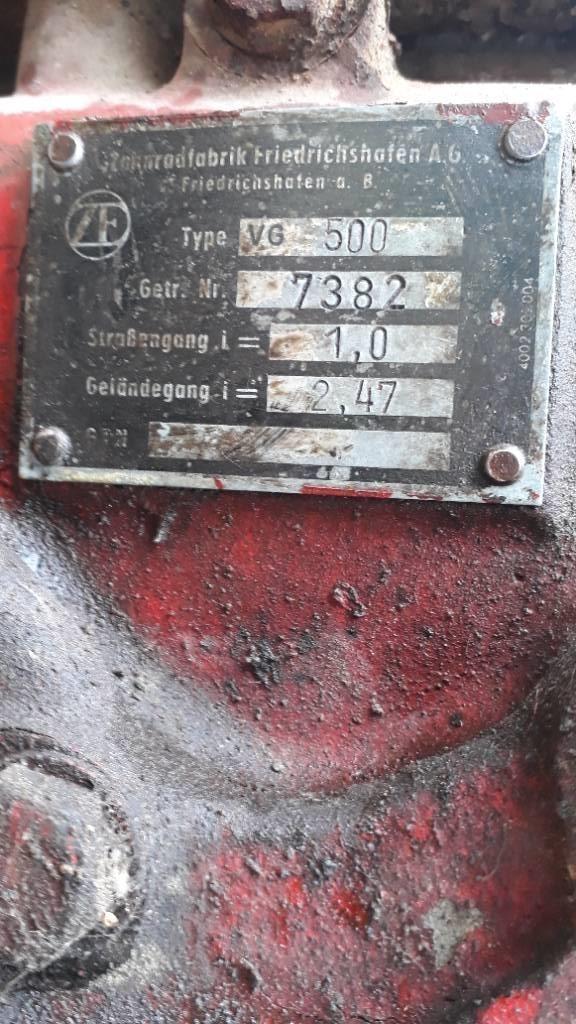 Zahnradfabrik Friedrichshafen A.G.
Friedrichshafen a. B.
ZF
Type VG 500
Getr. Nr. 7382
Straßengang i = 1,0
Geländegang i = 2,47